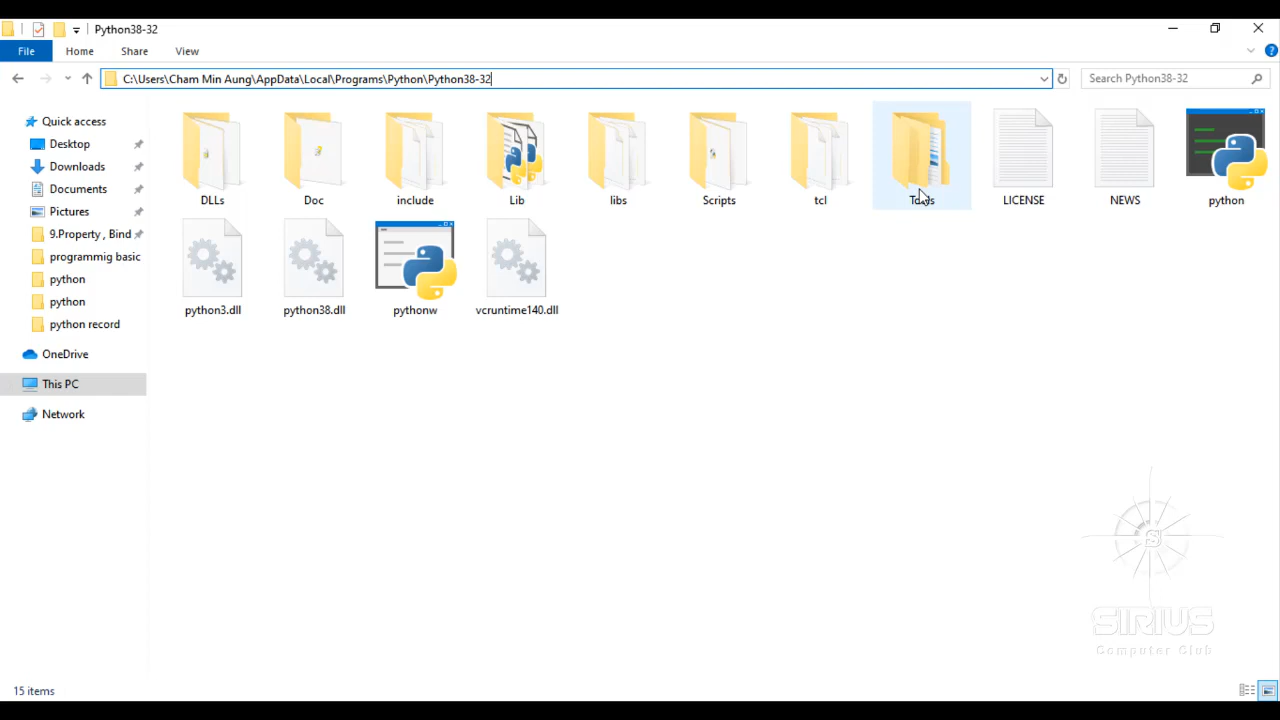 Python38-32
File Home Share View
C:\Users\Cham Min Aung\AppData\Local\Programs\Python\Python38-32
Search Python38-32
Quick access
Desktop
Downloads
Documents
Pictures
9.Property , Bind
programmig basic
python
python
python record
OneDrive
This PC
Network
DLLs Doc include Lib libs Scripts tcl Tools LICENSE NEWS python
python3.dll python38.dll pythonw vcruntime140.dll
SIRIUS
Computer Club
15 items